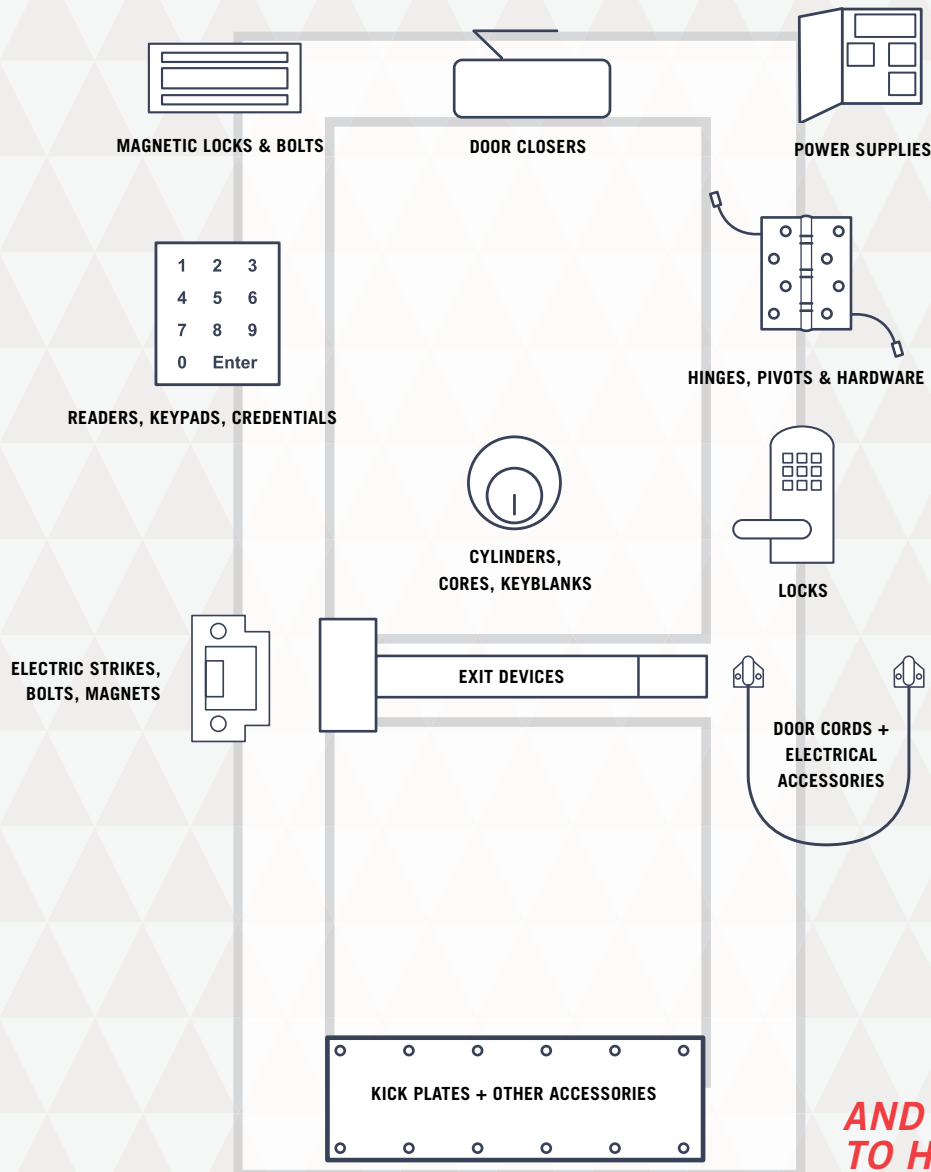 MAGNETIC LOCKS & BOLTS
DOOR CLOSERS
POWER SUPPLIES
1 2 3
4 5 6
7 8 9
0 Enter
READERS, KEYPADS, CREDENTIALS
HINGES, PIVOTS & HARDWARE
CYLINDERS,
CORES, KEYBLANKS
LOCKS
ELECTRIC STRIKES,
BOLTS, MAGNETS
EXIT DEVICES
DOOR CORDS +
ELECTRICAL
ACCESSORIES
KICK PLATES + OTHER ACCESSORIES
AND
TO H